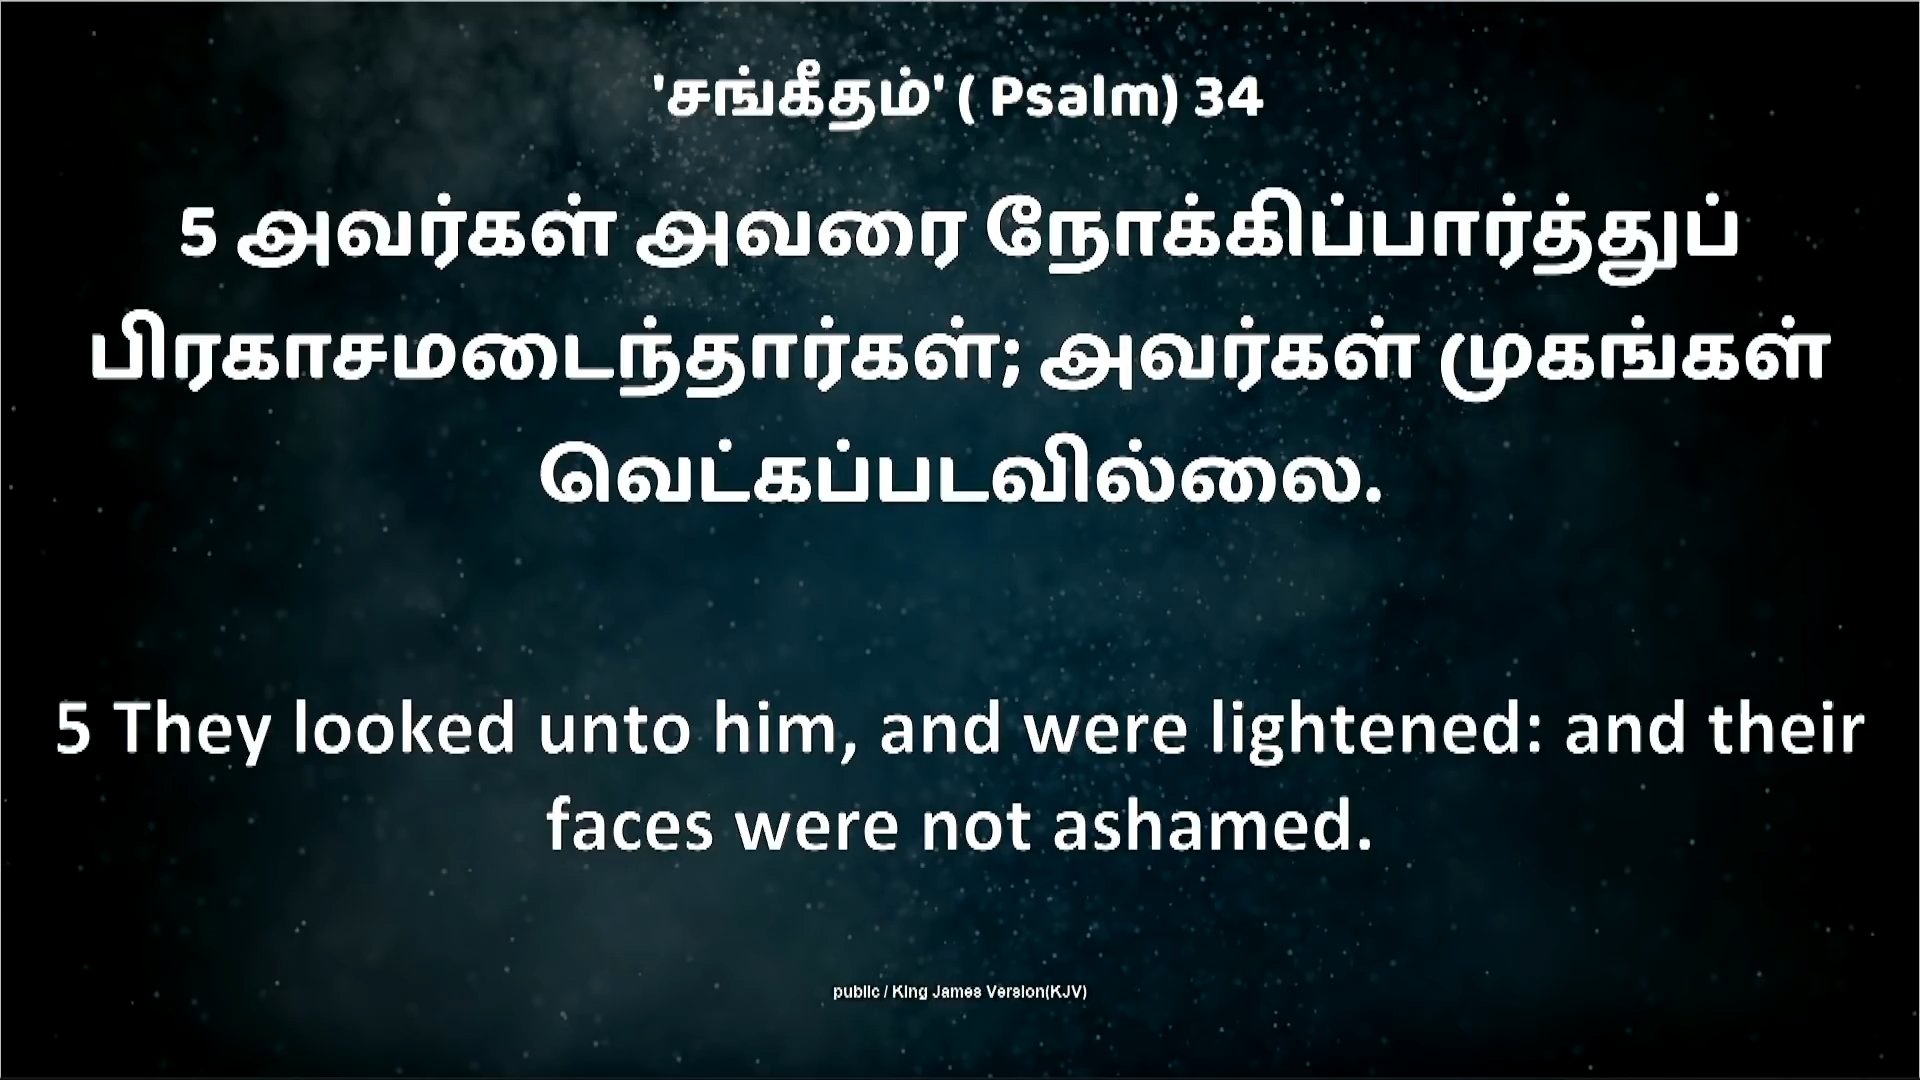 'சங்கீதம்' ( Psalm) 34
5 அவர்கள் அவரை நோக்கிப்பார்த்துப்
பிரகாசமடைந்தார்கள்; அவர்கள் முகங்கள்
வெட்கப்படவில்லை.
5 They looked unto him, and were lightened: and their
faces were not ashamed.
public / King James Version(KJV)